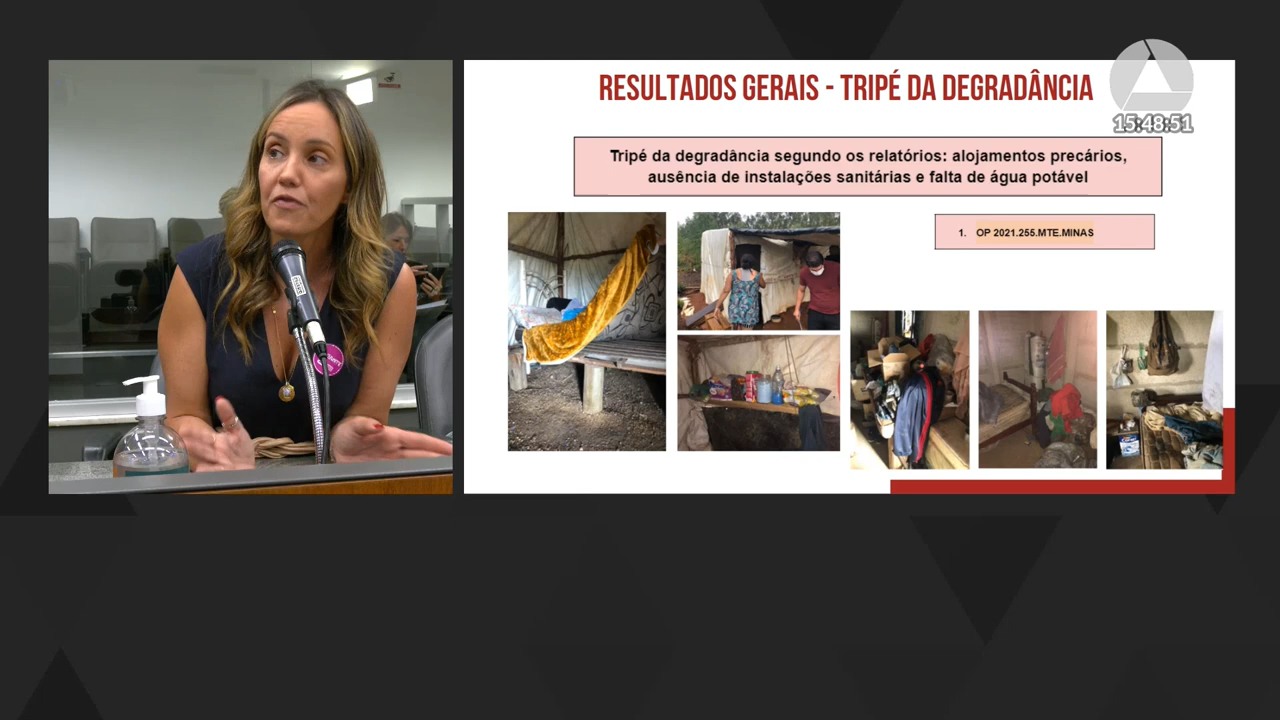 RESULTADOS GERAIS - TRIPÉ DA DEGRADÂNCIA
15:48:51
Tripé da degradância segundo os relatórios: alojamentos precários,
ausência de instalações sanitárias e falta de água potável
1. OP 2021.255.MTE.MINAS